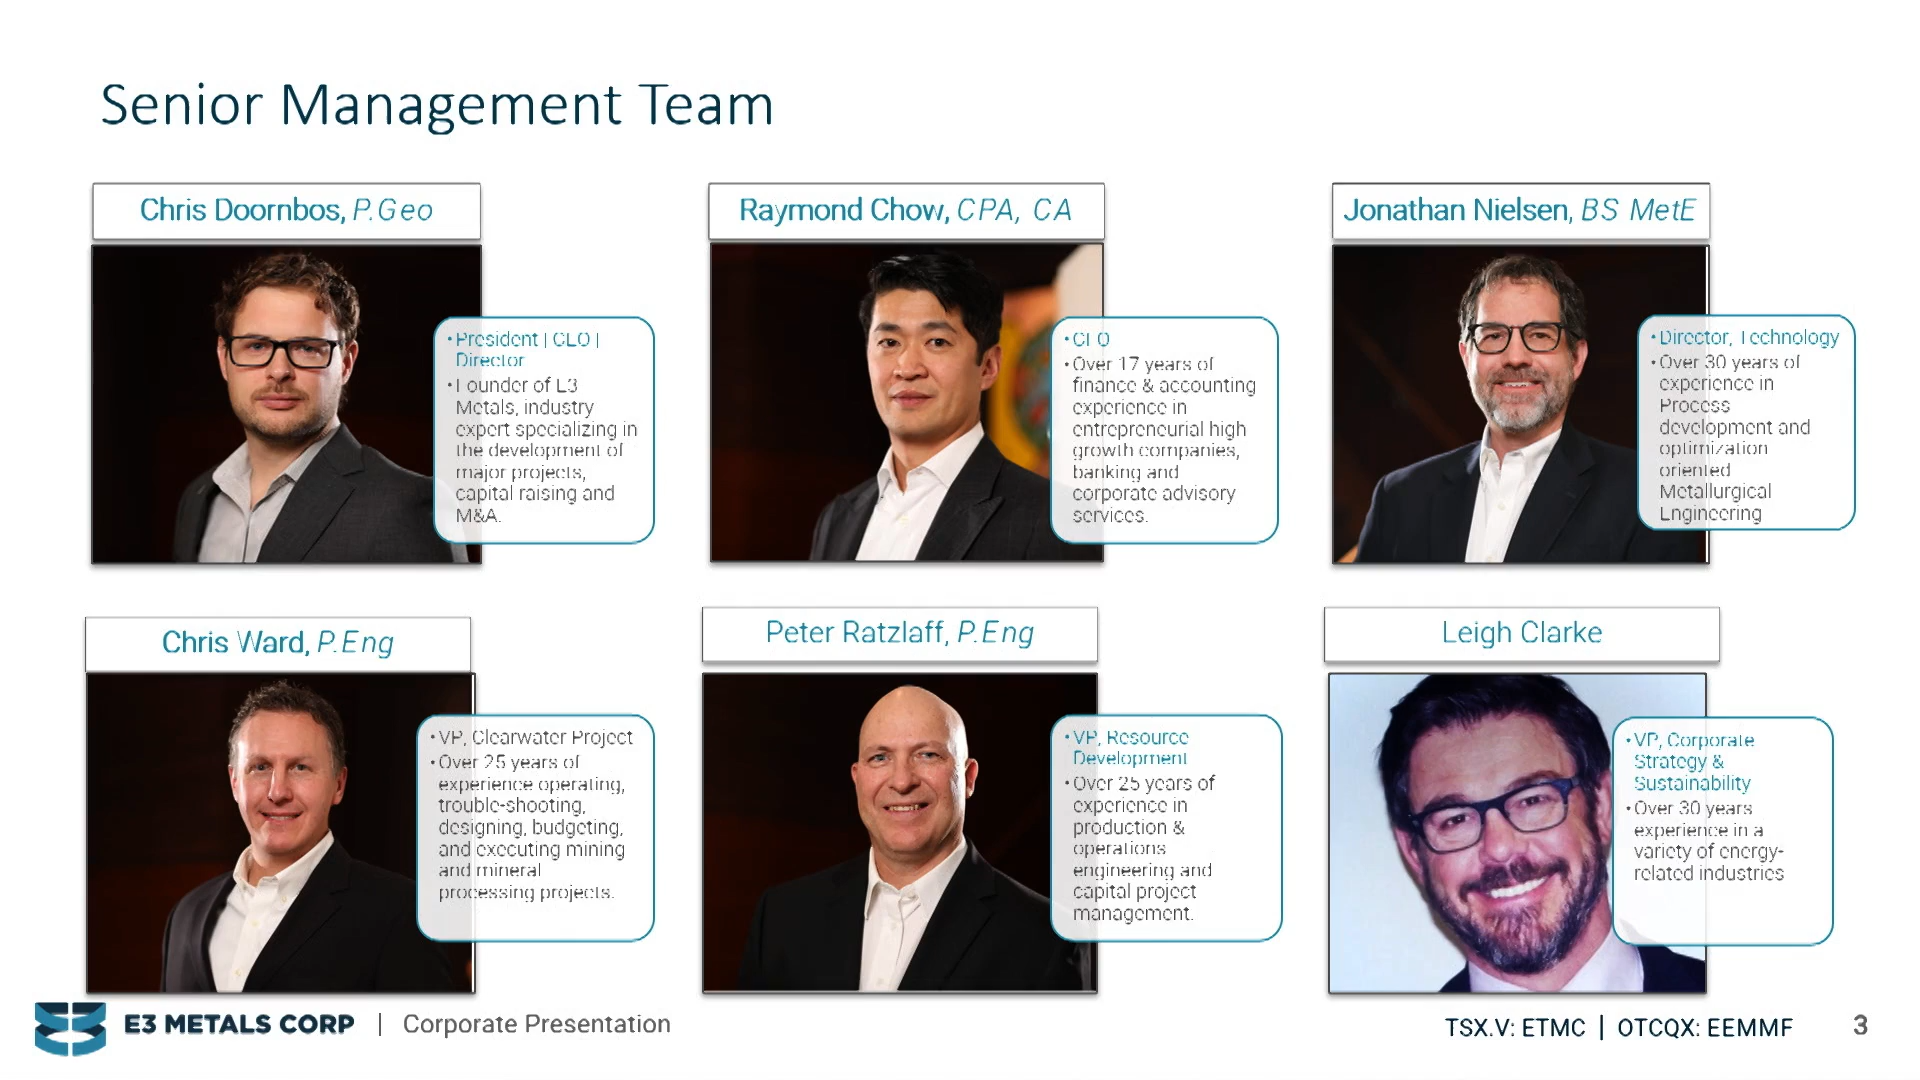 Senior Management Team
Chris Doornbos, P.Geo
• President | CEO |
Director
• Founder of E3
Metals, industry
expert specializing in
the development of
major projects,
capital raising and
M&A.
Raymond Chow, CPA, CA
• CFO
• Over 17 years of
finance & accounting
experience in
entrepreneurial high
growth companies,
banking and
corporate advisory
services.
Jonathan Nielsen, BS MetE
• Director, Technology
• Over 30 years of
experience in
Process
development and
optimization
oriented
Metallurgical
Engineering
Chris Ward, P.Eng
• VP, Clearwater Project
• Over 25 years of
experience operating,
trouble-shooting,
designing, budgeting,
and executing mining
and mineral
processing projects.
Peter Ratzlaff, P.Eng
• VP, Resource
Development
• Over 25 years of
experience in
production &
operations
engineering and
capital project
management.
Leigh Clarke
• VP, Corporate
Strategy &
Sustainability
• Over 30 years
experience in a
variety of energy-
related industries
E3 METALS CORP | Corporate Presentation
TSX.V: ETMC | OTCQX: EEMMF
3